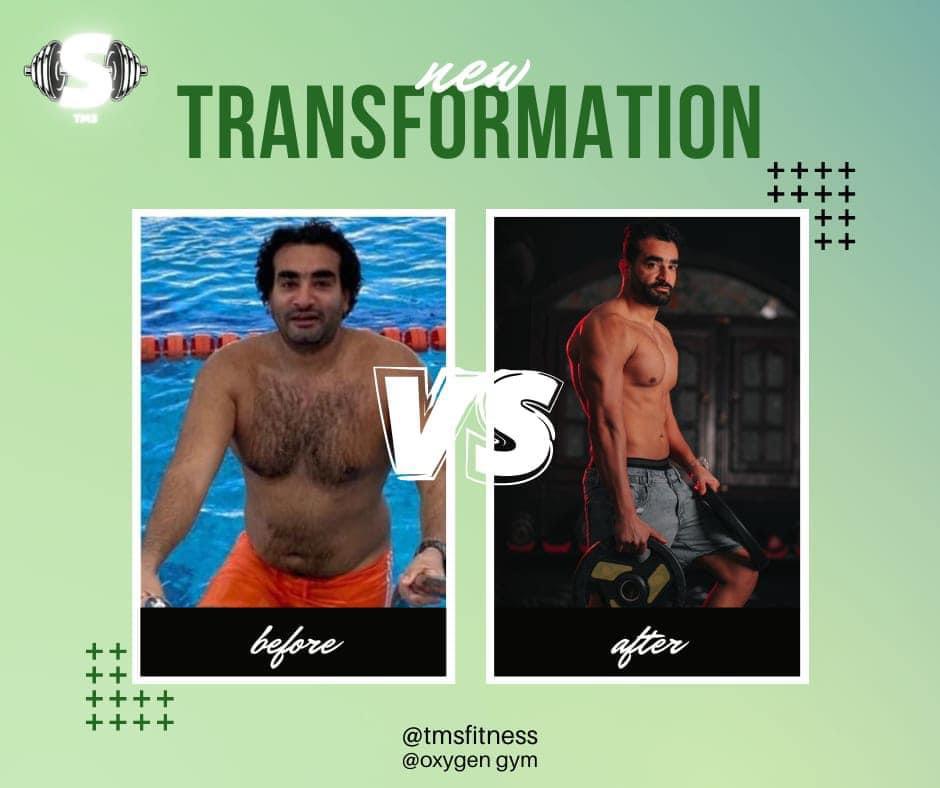 S
TMS
new
TRANSFORMATION
VS
before
after
@tmsfitness
@oxygen gym